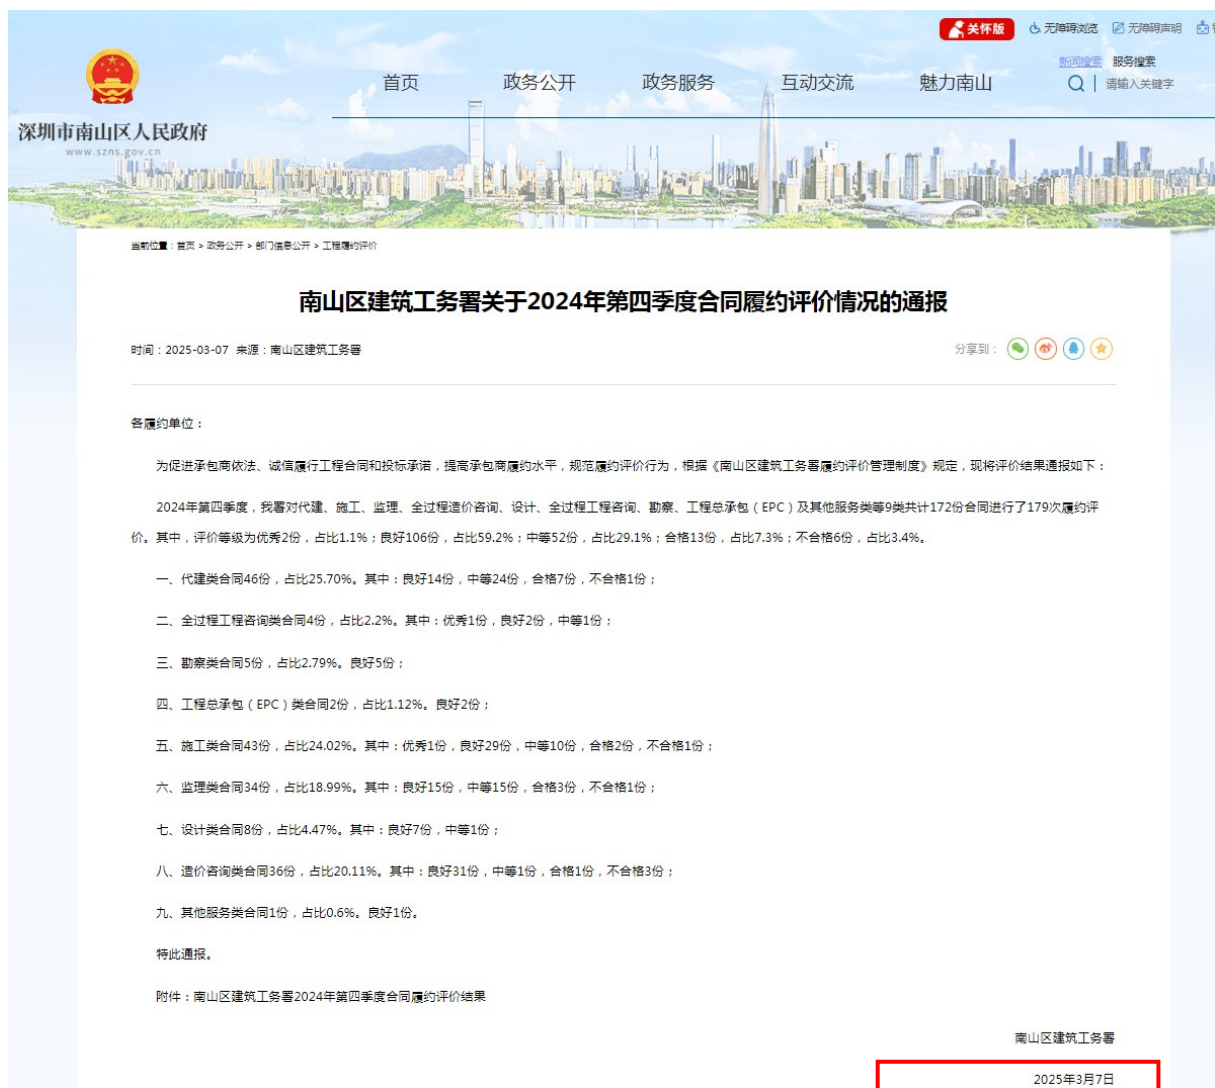 关怀版 无障碍浏览 无障碍声明
新闻搜索 服务搜索
首页 政务公开 政务服务 互动交流 魅力南山 请输入关键字
深圳市南山区人民政府
www.szns.gov.cn
当前位置：首页 > 政务公开 > 部门信息公开 > 工程履约评价
南山区建筑工务署关于2024年第四季度合同履约评价情况的通报
时间：2025-03-07 来源：南山区建筑工务署 分享到：
各履约单位：
为促进承包商依法、诚信履行工程合同和投标承诺，提高承包商履约水平，规范履约评价行为，根据《南山区建筑工务署履约评价管理制度》规定，现将评价结果通报如下：
2024年第四季度，我署对代建、施工、监理、全过程造价咨询、设计、全过程工程咨询、勘察、工程总承包（EPC）及其他服务类等9类共计172份合同进行了179次履约评
价。其中，评价等级为优秀2份，占比1.1%；良好106份，占比59.2%；中等52份，占比29.1%；合格13份，占比7.3%；不合格6份，占比3.4%。
一、代建类合同46份，占比25.70%。其中：良好14份，中等24份，合格7份，不合格1份；
二、全过程工程咨询类合同4份，占比2.2%。其中：优秀1份，良好2份，中等1份；
三、勘察类合同5份，占比2.79%。良好5份；
四、工程总承包（EPC）类合同2份，占比1.12%。良好2份；
五、施工类合同43份，占比24.02%。其中：优秀1份，良好29份，中等10份，合格2份，不合格1份；
六、监理类合同34份，占比18.99%。其中：良好15份，中等15份，合格3份，不合格1份；
七、设计类合同8份，占比4.47%。其中：良好7份，中等1份；
八、造价咨询类合同36份，占比20.11%。其中：良好31份，中等1份，合格1份，不合格3份；
九、其他服务类合同1份，占比0.6%。良好1份。
特此通报。
附件：南山区建筑工务署2024年第四季度合同履约评价结果
南山区建筑工务署
2025年3月7日